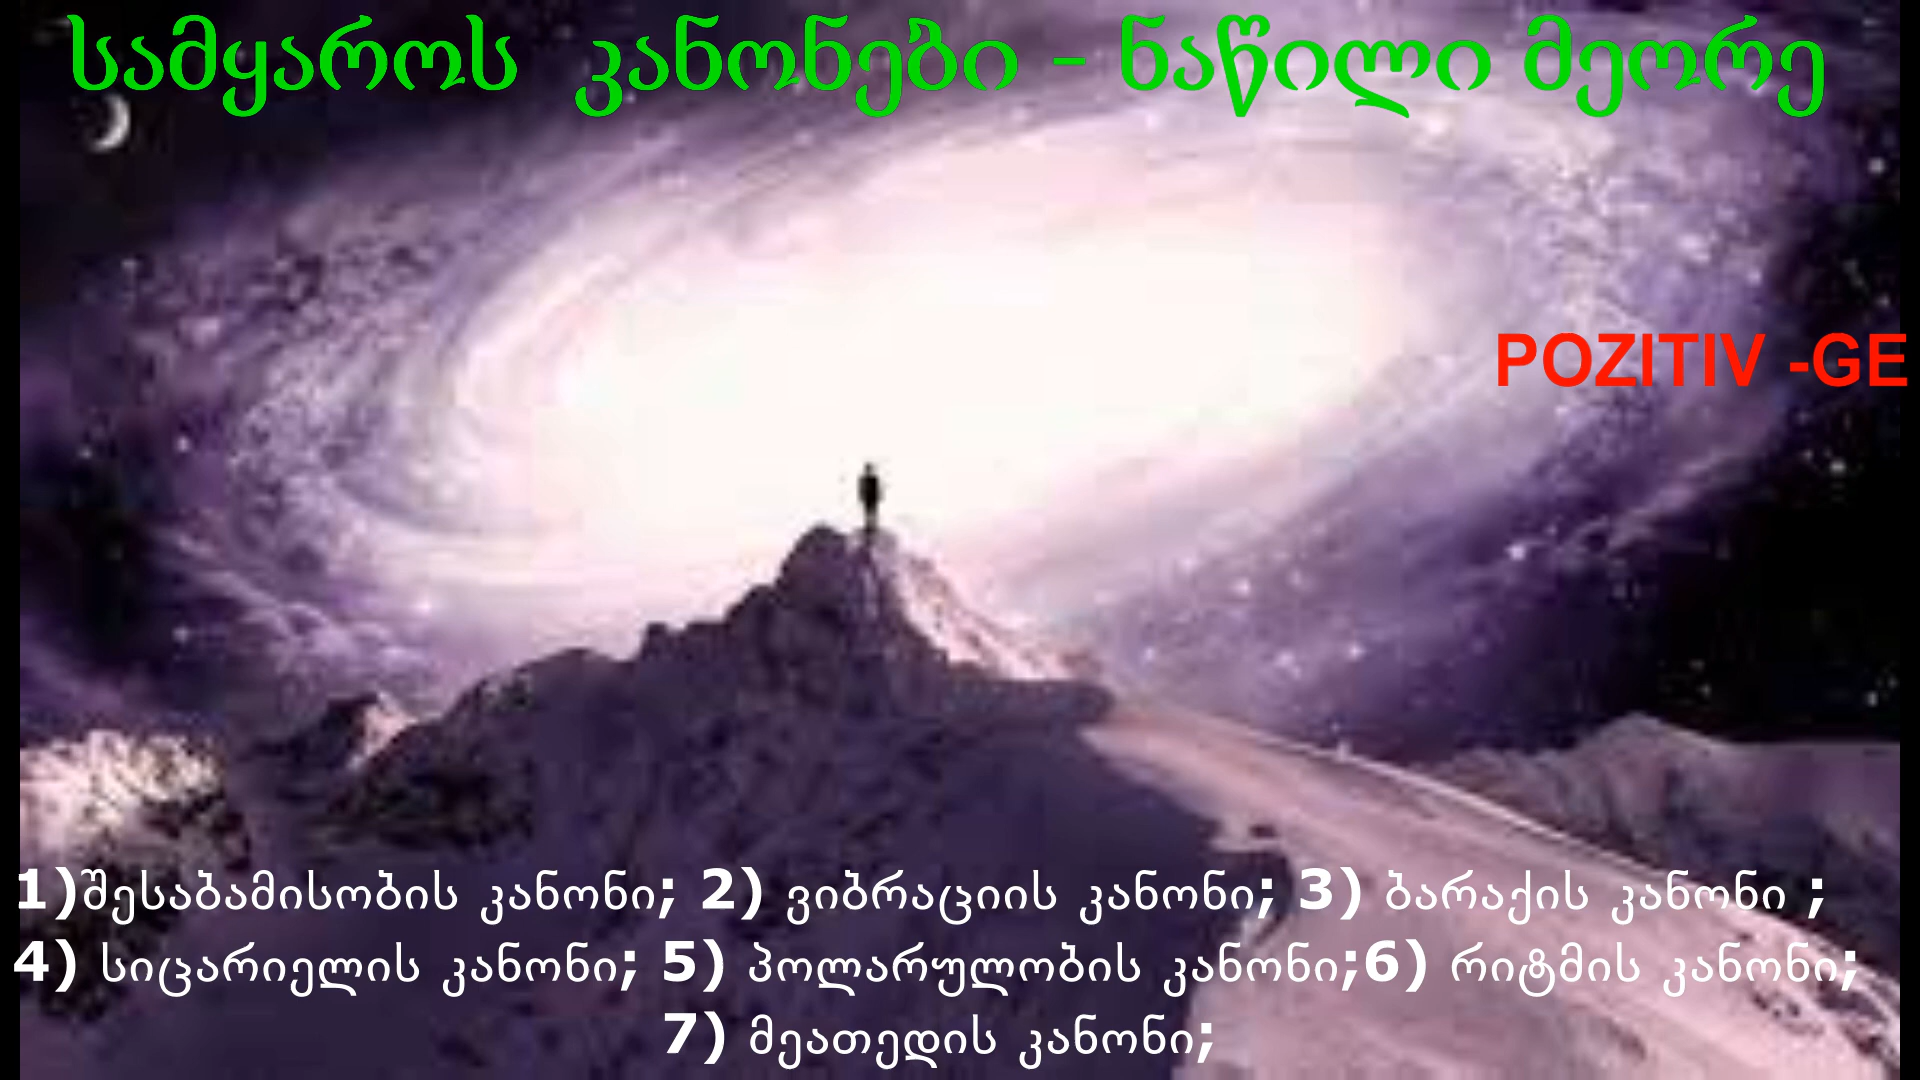 სამყაროს კანონები - ნაწილი მეორე
POZITIV -GE
1)შესაბამისობის კანონი; 2) ვიბრაციის კანონი; 3) ბარაქის კანონი ;
4) სიცარიელის კანონი; 5) პოლარულობის კანონი;6) რიტმის კანონი;
7) მეათედის კანონი;